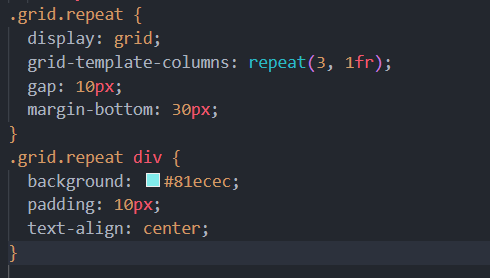 .grid.repeat {
  display: grid;
  grid-template-columns: repeat(3, 1fr);
  gap: 10px;
  margin-bottom: 30px;
}
.grid.repeat div {
  background: #81ecec;
  padding: 10px;
  text-align: center;
}